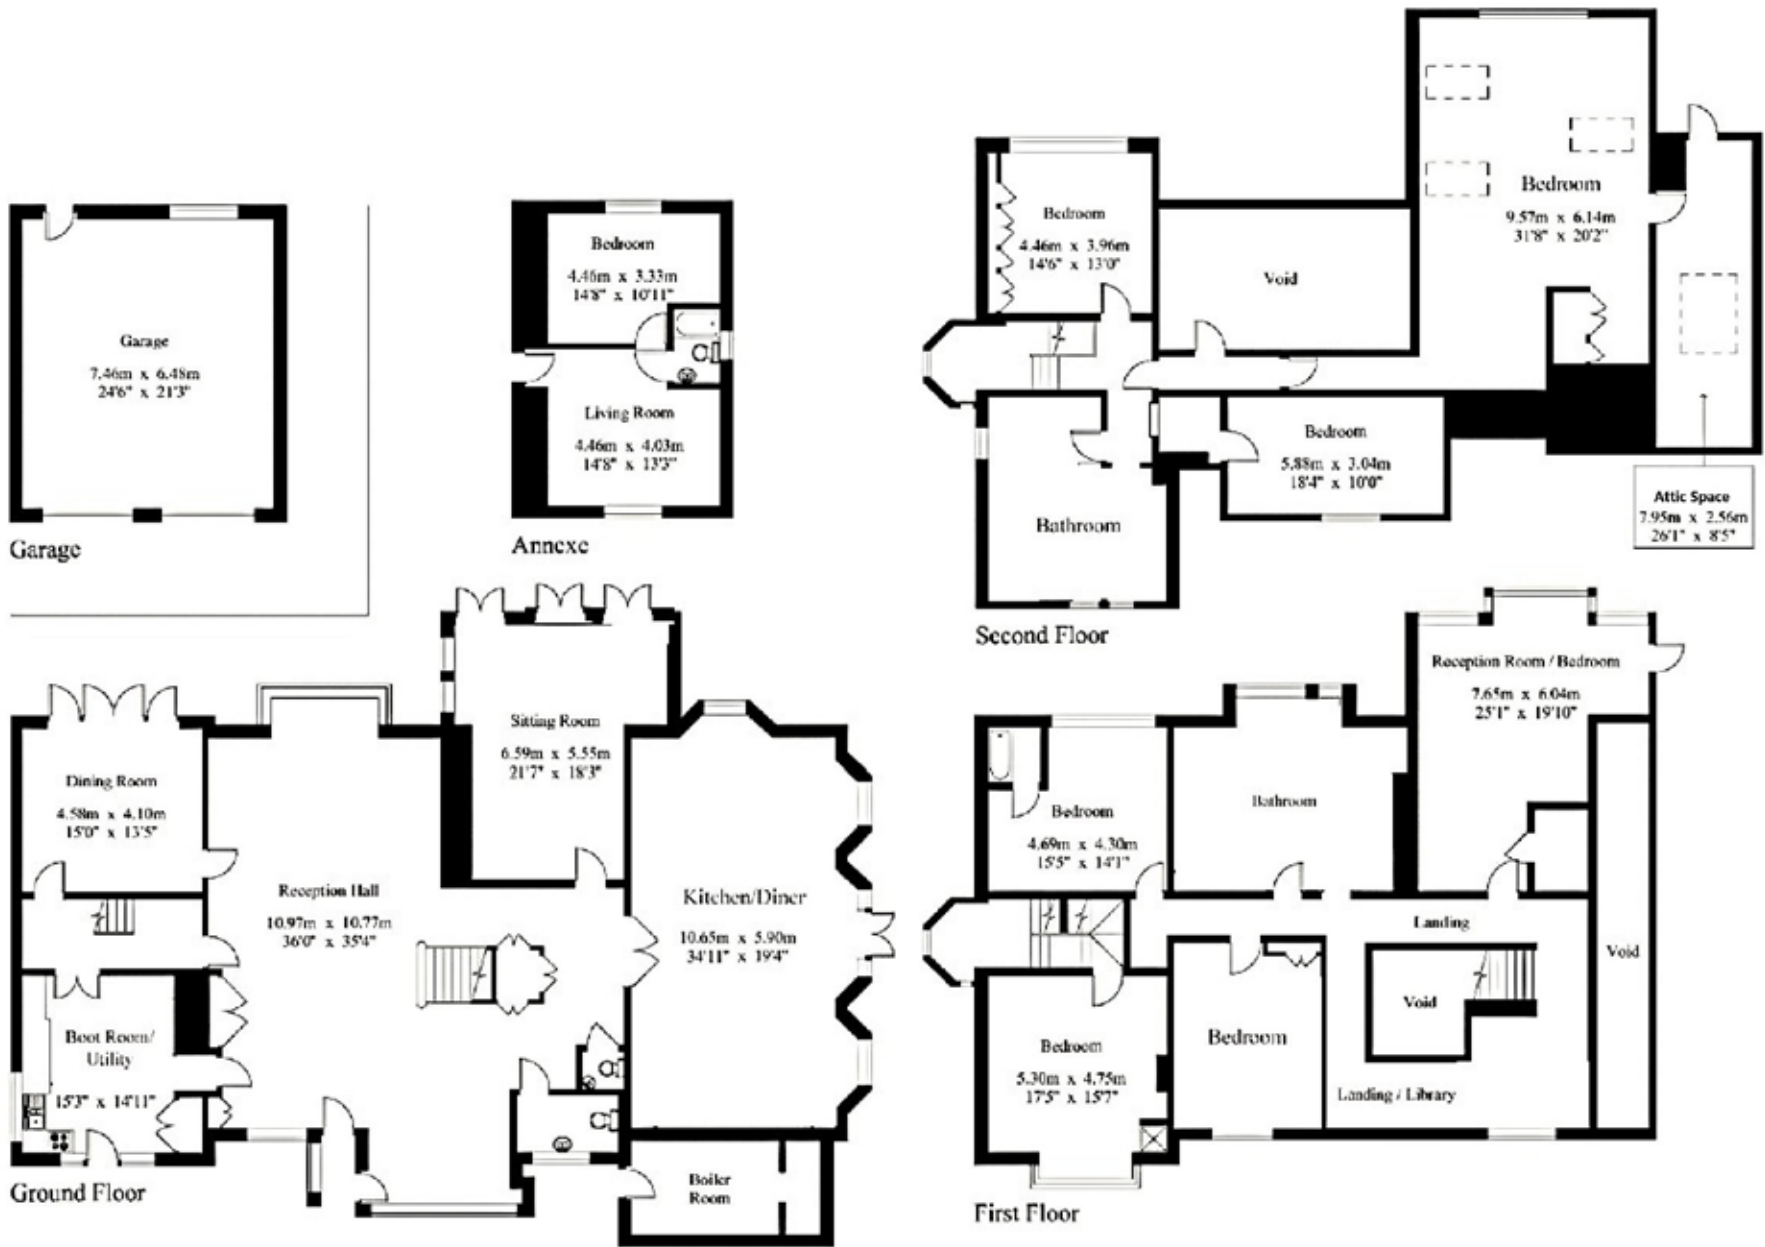 Garage
7.46m x 6.48m
24'6" x 21'3"
Garage
Bedroom
4.46m x 3.33m
14'8" x 10'11"
Living Room
4.46m x 4.03m
14'8" x 13'3"
Annexe
Bedroom
4.46m x 3.96m
14'6" x 13'0"
Void
Bedroom
9.57m x 6.14m
31'8" x 20'2"
Bedroom
5.88m x 3.04m
18'4" x 10'0"
Bathroom
Attic Space
7.95m x 2.56m
26'1" x 8'5"
Second Floor
Dining Room
4.58m x 4.10m
15'0" x 13'5"
Sitting Room
6.59m x 5.55m
21'7" x 18'3"
Reception Hall
10.97m x 10.77m
36'0" x 35'4"
Kitchen/Diner
10.65m x 5.90m
34'11" x 19'4"
Boot Room/
Utility
15'3" x 14'11"
Boiler
Room
Ground Floor
Reception Room / Bedroom
7.65m x 6.04m
25'1" x 19'10"
Bedroom
4.69m x 4.30m
15'5" x 14'1"
Bathroom
Landing
Void
Void
Bedroom
5.30m x 4.75m
17'5" x 15'7"
Bedroom
Landing / Library
First Floor